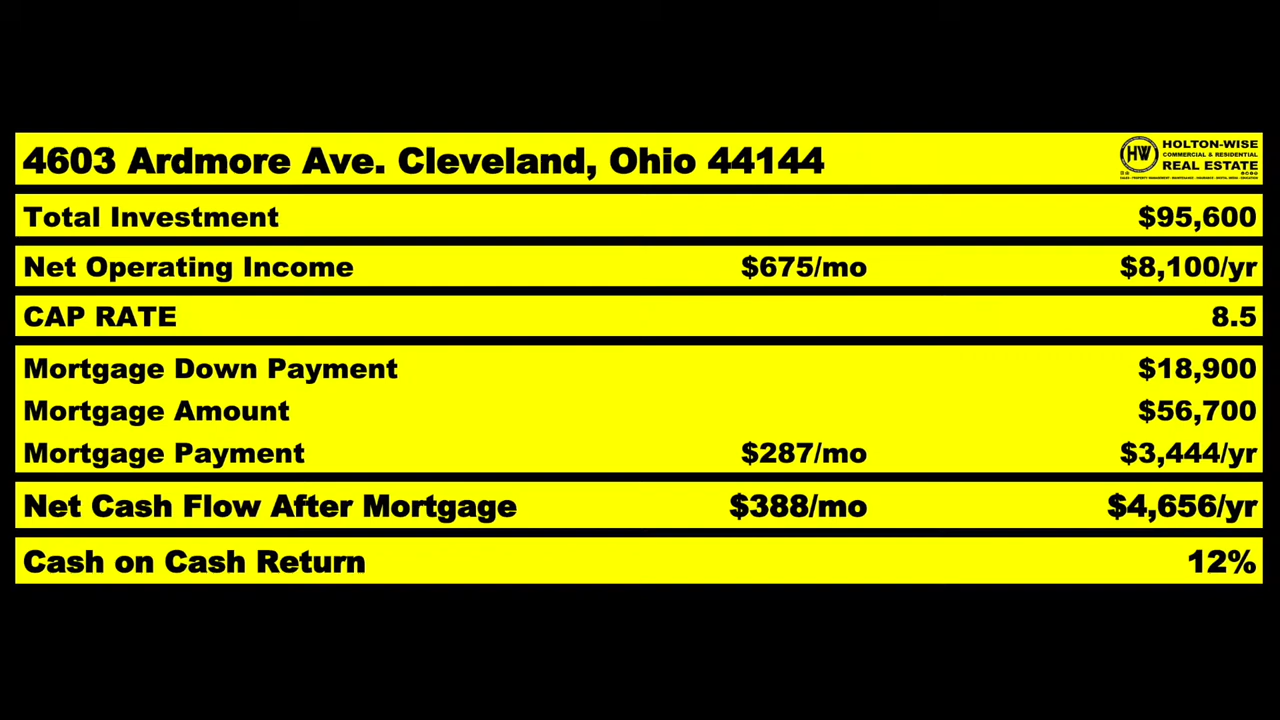 4603 Ardmore Ave. Cleveland, Ohio 44144
HW
HOLTON-WISE
COMMERCIAL & RESIDENTIAL
REAL ESTATE
Total Investment $95,600
Net Operating Income $675/mo $8,100/yr
CAP RATE 8.5
Mortgage Down Payment $18,900
Mortgage Amount $56,700
Mortgage Payment $287/mo $3,444/yr
Net Cash Flow After Mortgage $388/mo $4,656/yr
Cash on Cash Return 12%